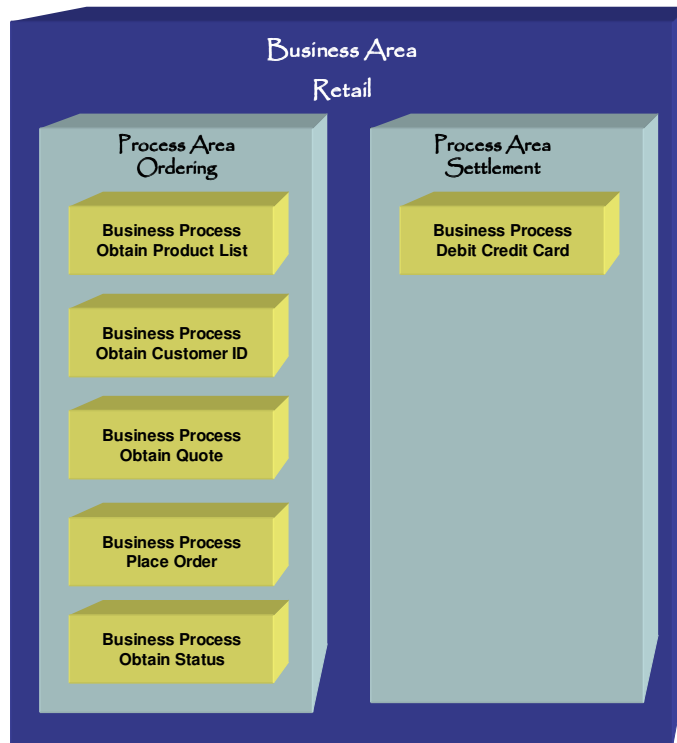 Business Area
Retail
Process Area
Ordering
Business Process
Obtain Product List
Business Process
Obtain Customer ID
Business Process
Obtain Quote
Business Process
Place Order
Business Process
Obtain Status
Process Area
Settlement
Business Process
Debit Credit Card